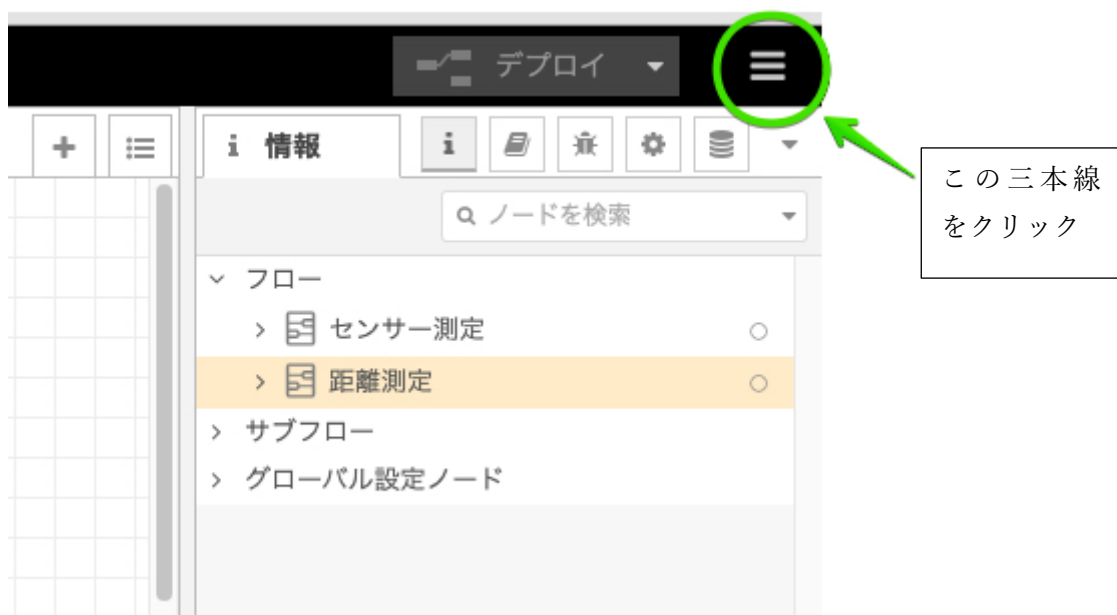 デプロイ
i 情報
ノードを検索
この三本線
をクリック
フロー
センサー測定
距離測定
サブフロー
グローバル設定ノード